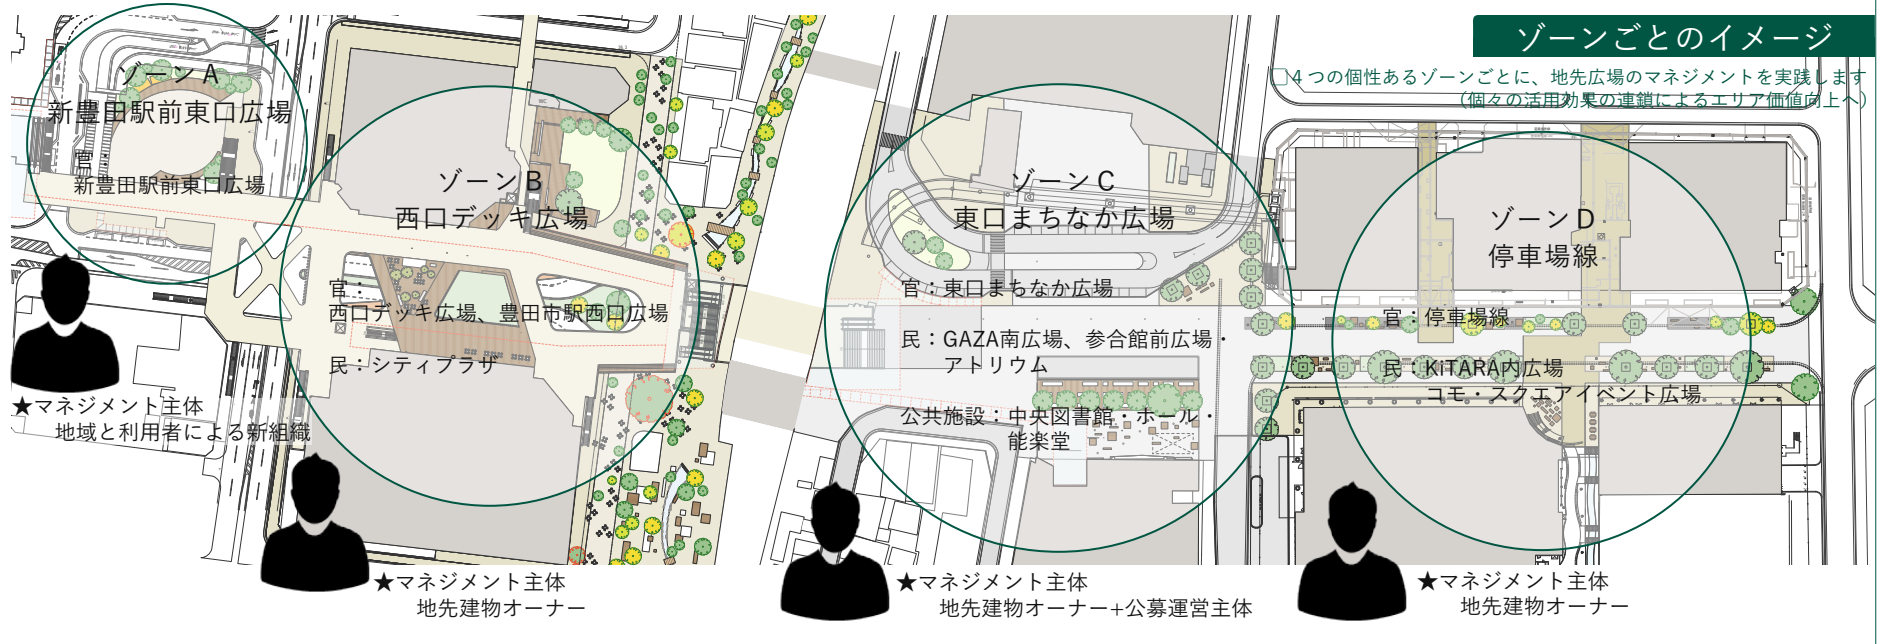 ゾーンごとのイメージ
□４つの個性あるゾーンごとに、地先広場のマネジメントを実践します
（個々の活用効果の連鎖によるエリア価値向上へ）
ゾーンA
新豊田駅前東口広場
官：
新豊田駅前東口広場
★マネジメント主体
地域と利用者による新組織
ゾーンB
西口デッキ広場
官：
西口デッキ広場、豊田市駅西口広場
民：シティプラザ
★マネジメント主体
地先建物オーナー
ゾーンC
東口まちなか広場
官：東口まちなか広場
民：GAZA南広場、参合館前広場・
アトリウム
公共施設：中央図書館・ホール・
能楽堂
★マネジメント主体
地先建物オーナー+公募運営主体
ゾーンD
停車場線
官：停車場線
民：KiTARA内広場
コモ・スクエアイベント広場
★マネジメント主体
地先建物オーナー